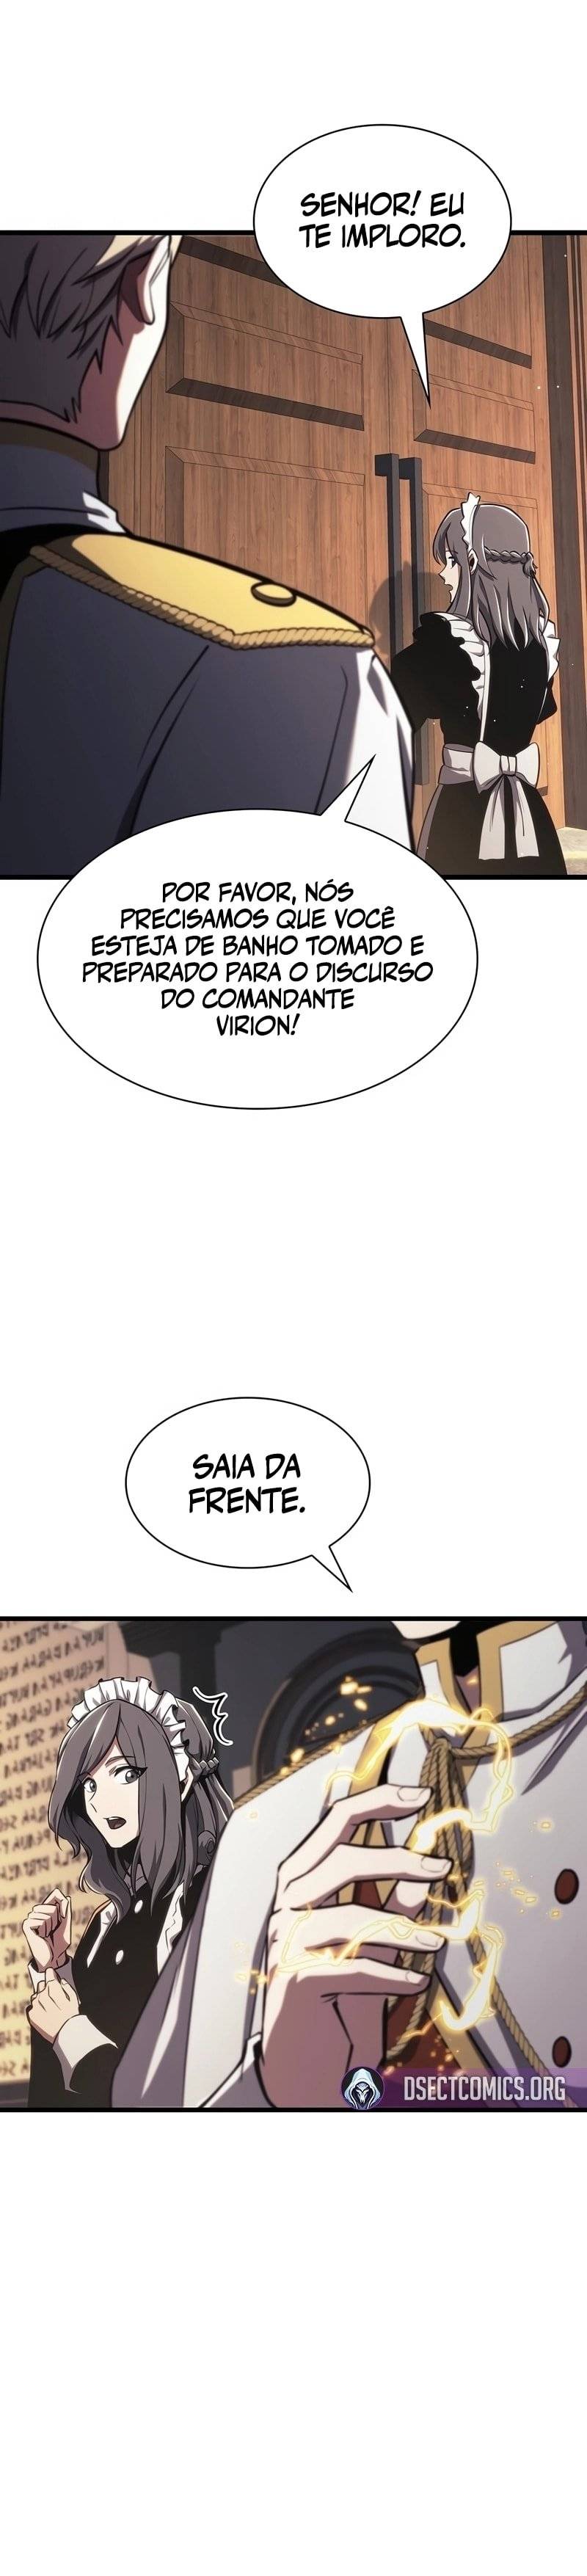 SENHOR! EU
TE IMPLORO.
POR FAVOR, NÓS
PRECISAMOS QUE VOCÊ
ESTEJA DE BANHO TOMADO E
PREPARADO PARA O DISCURSO
DO COMANDANTE
VIRION!
SAIA DA
FRENTE.
DSECTCOMICS.ORG